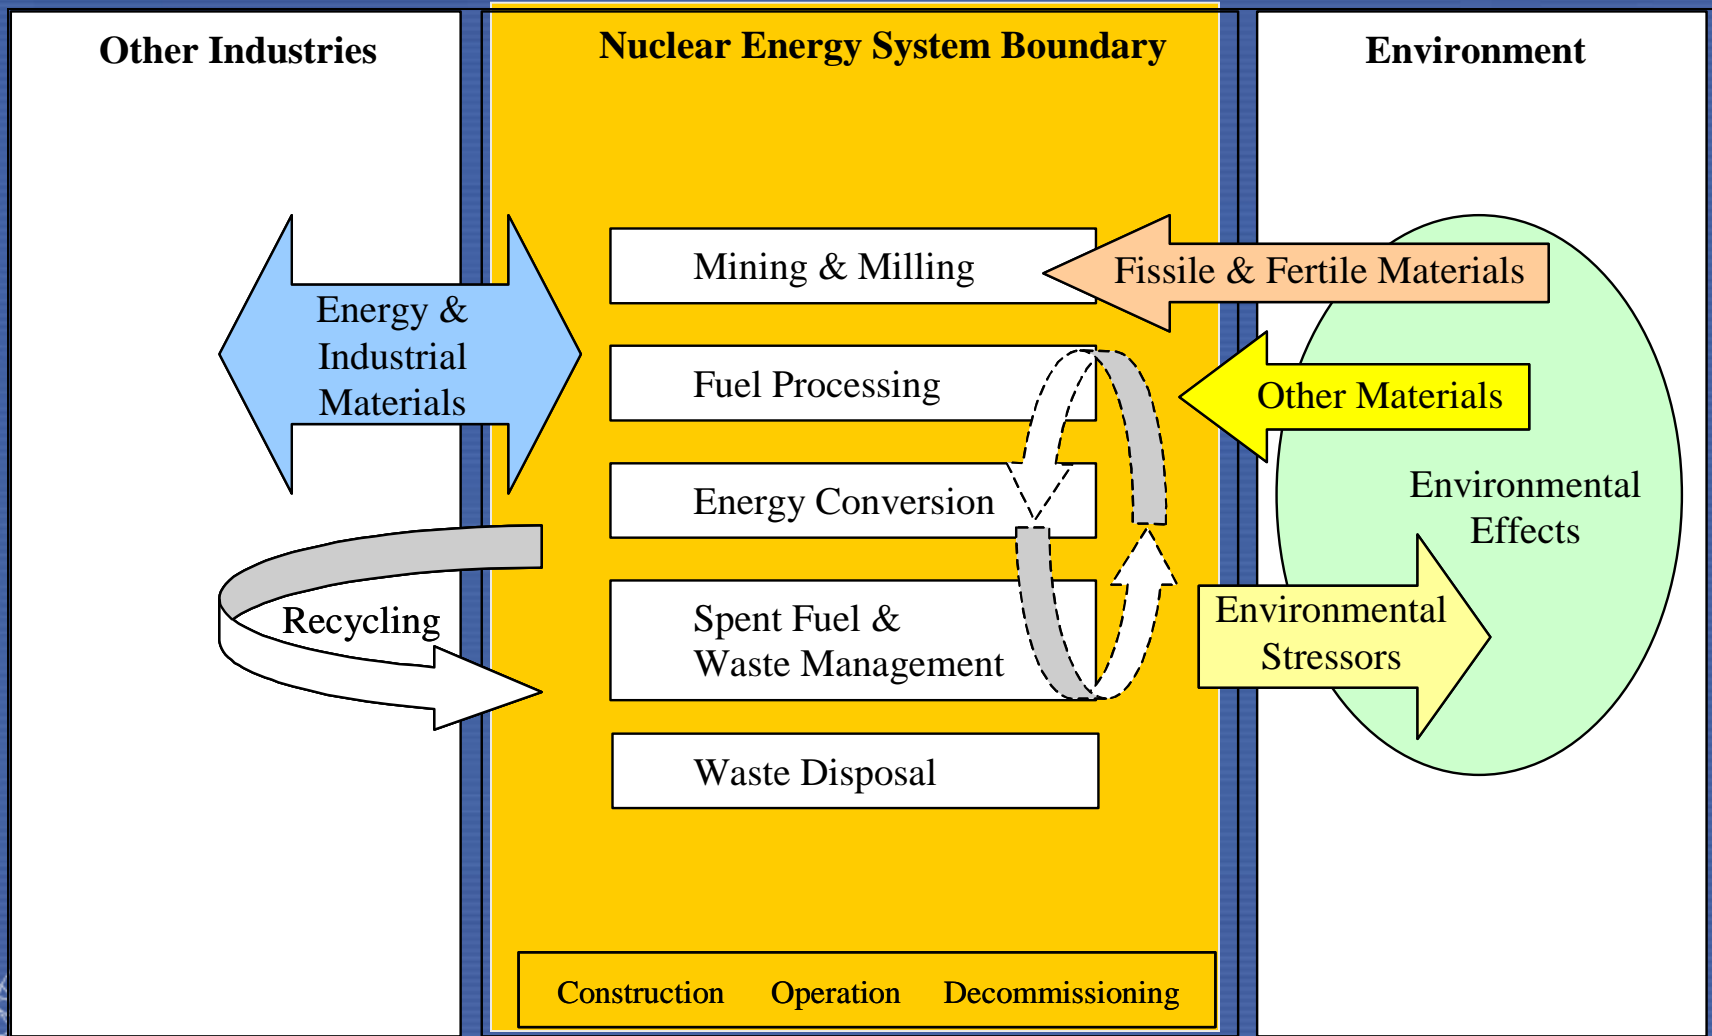 Other Industries
Nuclear Energy System Boundary
Environment
Energy &
Industrial
Materials
Recycling
Mining & Milling
Fuel Processing
Energy Conversion
Spent Fuel &
Waste Management
Waste Disposal
Fissile & Fertile Materials
Other Materials
Environmental
Effects
Environmental
Stressors
Construction Operation Decommissioning